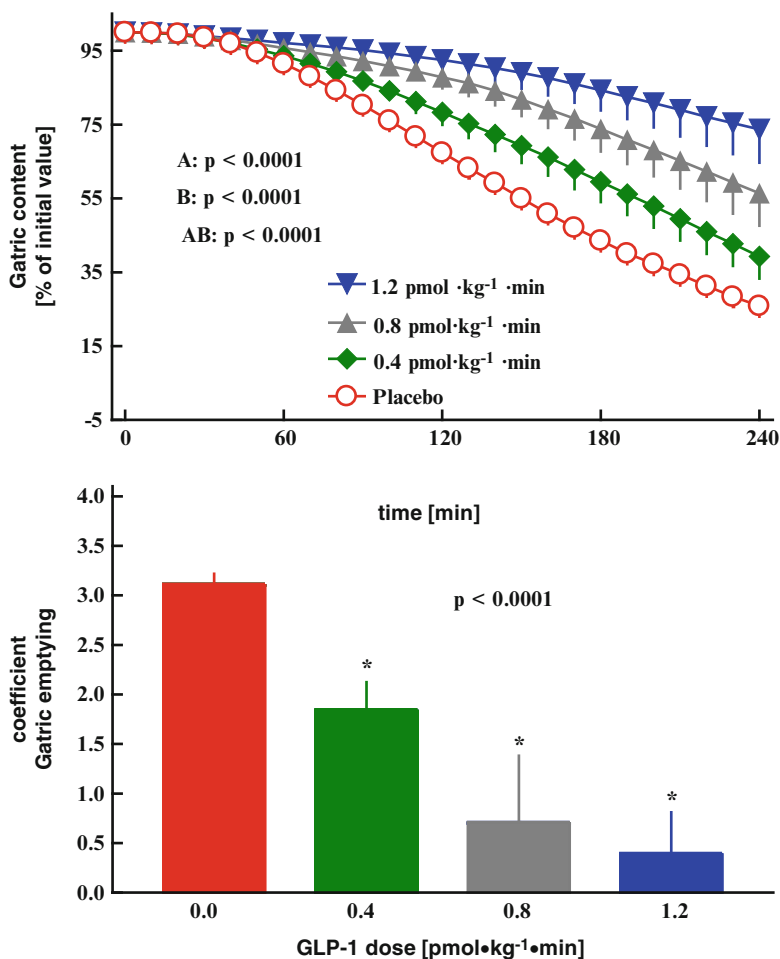 Gatric content
[% of initial value]
95
75
55
35
15
-5
A: p < 0.0001
B: p < 0.0001
AB: p < 0.0001
1.2 pmol ·kg⁻¹ ·min
0.8 pmol·kg⁻¹ ·min
0.4 pmol·kg⁻¹ ·min
Placebo
0 60 120 180 240
time [min]
coefficient
Gatric emptying
4.0
3.5
3.0
2.5
2.0
1.5
1.0
0.5
0.0
p < 0.0001
*
*
*
0.0 0.4 0.8 1.2
GLP-1 dose [pmol•kg⁻¹•min]